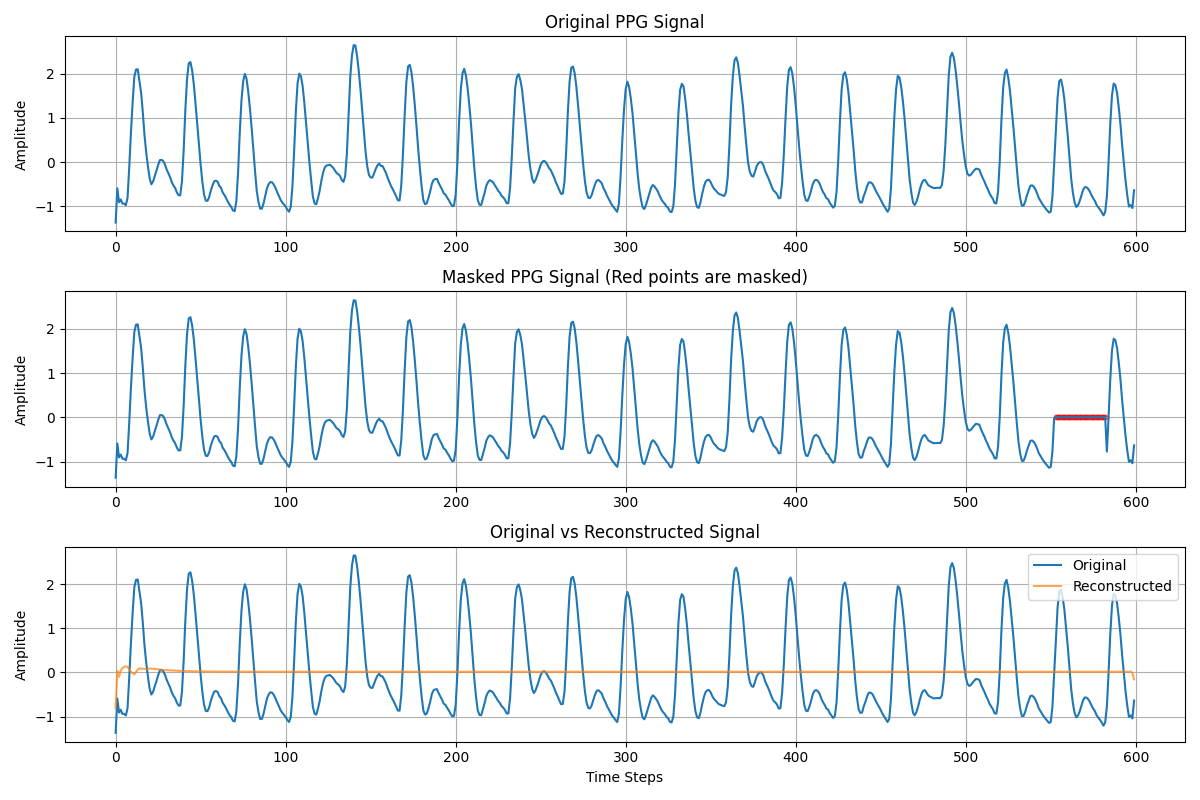 Original PPG Signal
Amplitude
2
1
0
−1
0 100 200 300 400 500 600
Masked PPG Signal (Red points are masked)
Amplitude
2
1
0
−1
0 100 200 300 400 500 600
Original vs Reconstructed Signal
Original
Reconstructed
Amplitude
2
1
0
−1
0 100 200 300 400 500 600
Time Steps